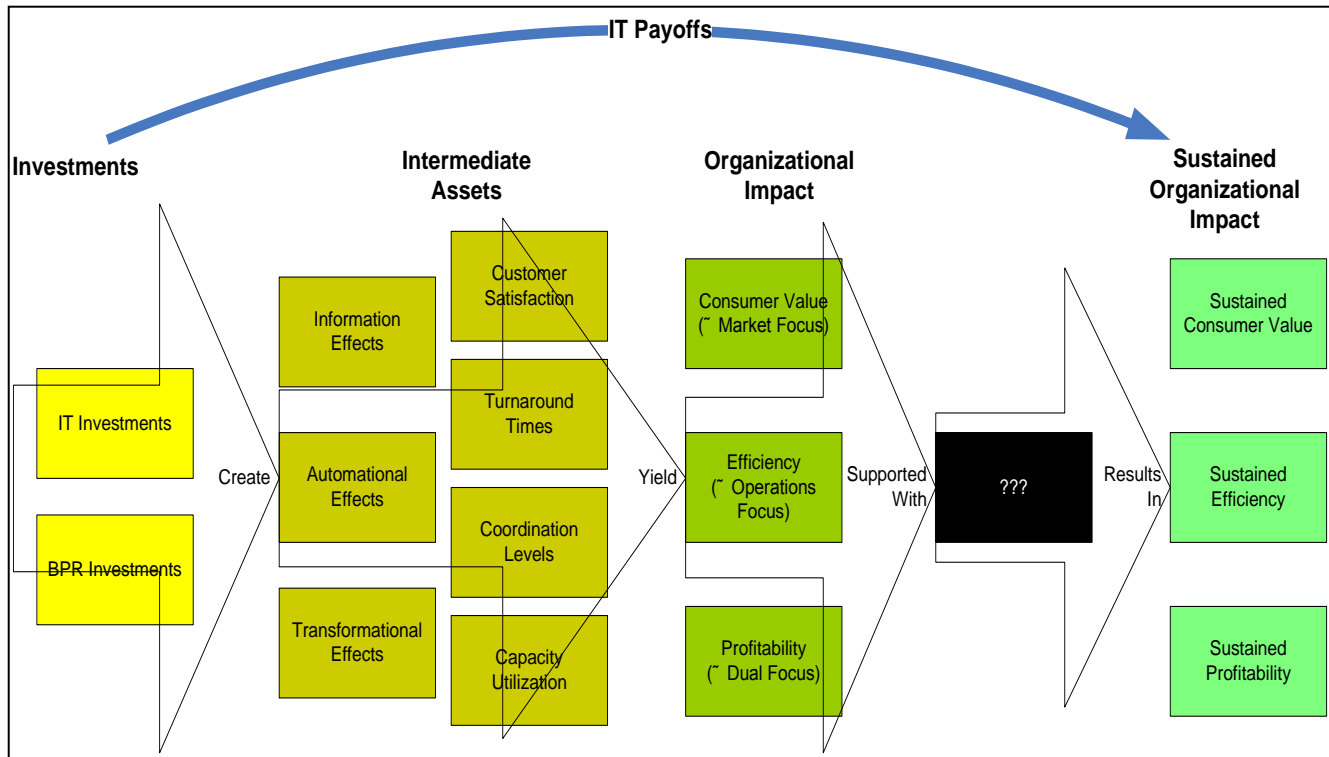 IT Payoffs
Investments
Intermediate
Assets
Organizational
Impact
Sustained
Organizational
Impact
IT Investments
BPR Investments
Create
Information
Effects
Automational
Effects
Transformational
Effects
Customer
Satisfaction
Turnaround
Times
Coordination
Levels
Capacity
Utilization
Yield
Consumer Value
(˜ Market Focus)
Efficiency
(˜ Operations
Focus)
Profitability
(˜ Dual Focus)
Supported
With
???
Results
In
Sustained
Consumer Value
Sustained
Efficiency
Sustained
Profitability